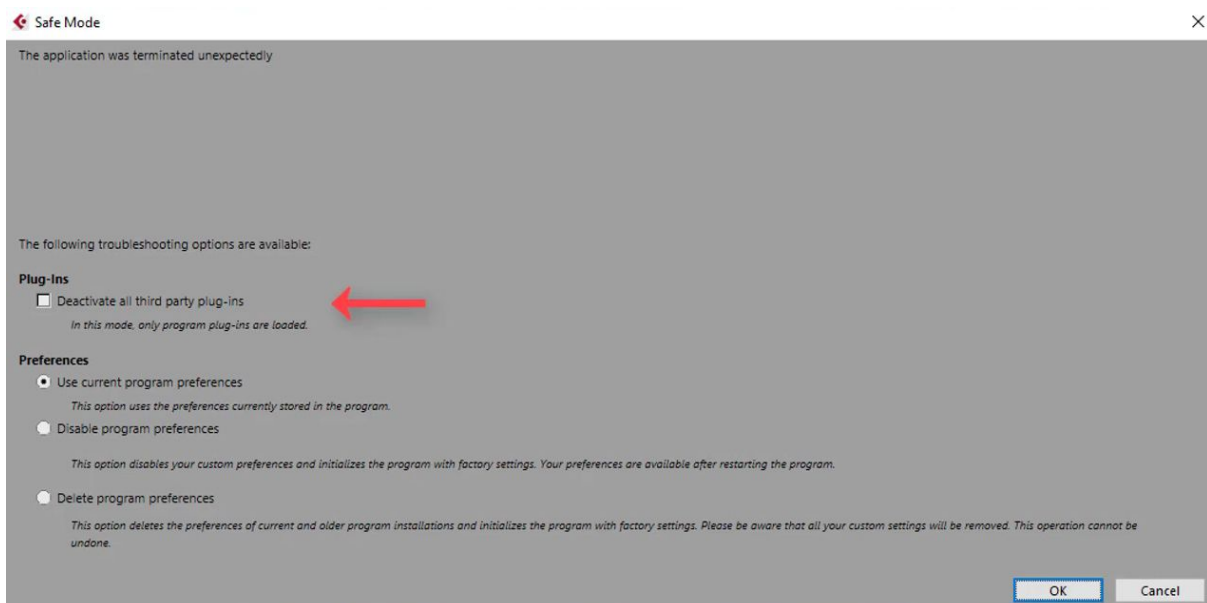 Safe Mode
The application was terminated unexpectedly
The following troubleshooting options are available:
Plug-Ins
Deactivate all third party plug-ins
In this mode, only program plug-ins are loaded.
Preferences
Use current program preferences
This option uses the preferences currently stored in the program.
Disable program preferences
This option disables your custom preferences and initializes the program with factory settings. Your preferences are available after restarting the program.
Delete program preferences
This option deletes the preferences of current and older program installations and initializes the program with factory settings. Please be aware that all your custom settings will be removed. This operation cannot be
undone.
OK Cancel